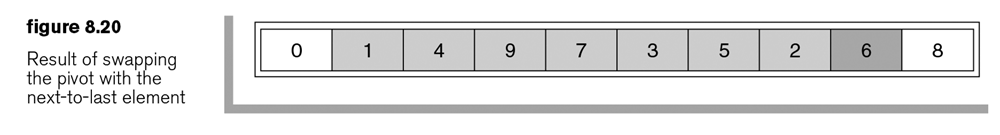 figure 8.20
Result of swapping
the pivot with the
next-to-last element
0 1 4 9 7 3 5 2 6 8